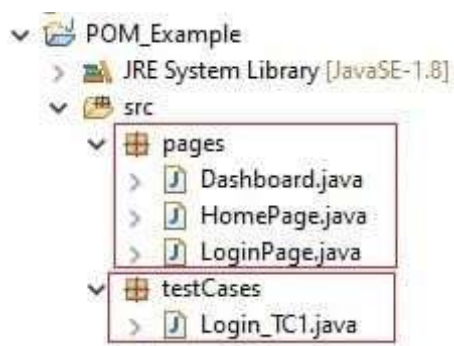 POM_Example
JRE System Library [JavaSE-1.8]
src
pages
Dashboard.java
HomePage.java
LoginPage.java
testCases
Login_TC1.java